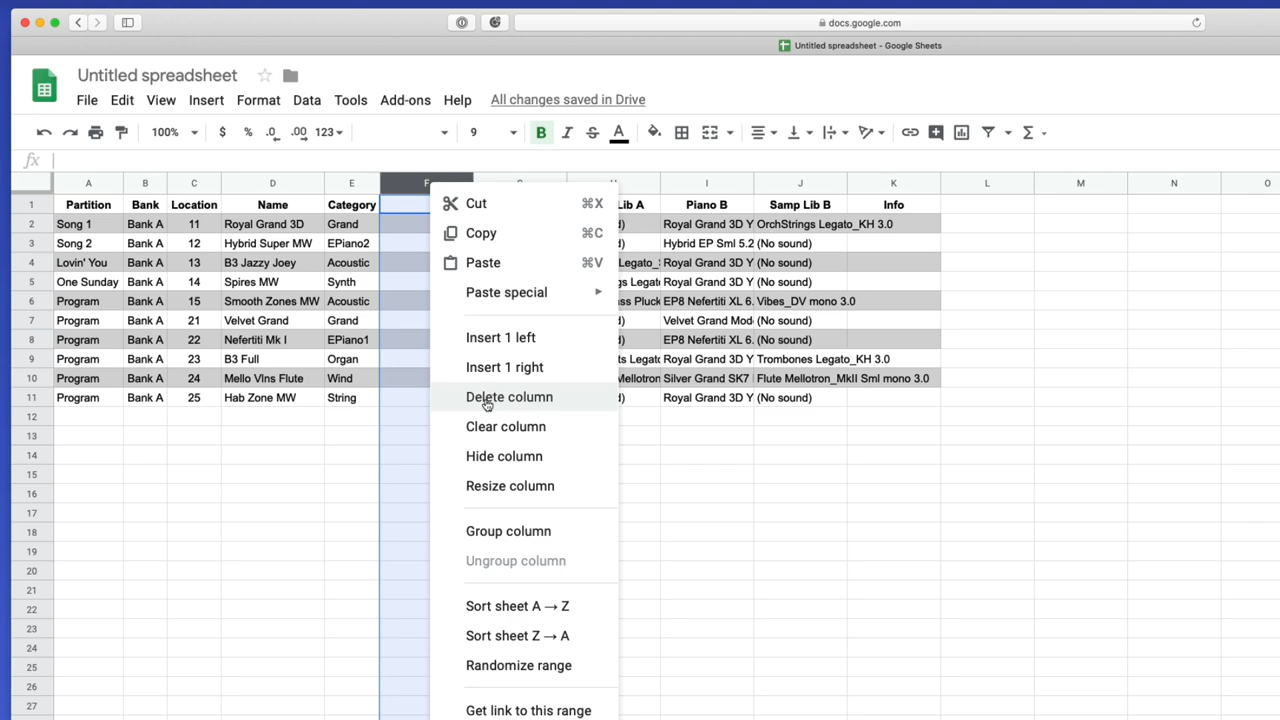 docs.google.com
Untitled spreadsheet - Google Sheets
Untitled spreadsheet
File Edit View Insert Format Data Tools Add-ons Help All changes saved in Drive
100% $ % .0 .00 123 9 B I S A Σ
fx
A B C D E F H I J K L M N O
1 Partition Bank Location Name Category Lib A Piano B Samp Lib B Info
2 Song 1 Bank A 11 Royal Grand 3D Grand d) Royal Grand 3D Y OrchStrings Legato_KH 3.0
3 Song 2 Bank A 12 Hybrid Super MW EPiano2 d) Hybrid EP Sml 5.2 (No sound)
4 Lovin' You Bank A 13 B3 Jazzy Joey Acoustic Legato_S Royal Grand 3D Y (No sound)
5 One Sunday Bank A 14 Spires MW Synth gs Legato Royal Grand 3D Y (No sound)
6 Program Bank A 15 Smooth Zones MW Acoustic ass Pluck EP8 Nefertiti XL 6. Vibes_DV mono 3.0
7 Program Bank A 21 Velvet Grand Grand d) Velvet Grand Mod (No sound)
8 Program Bank A 22 Nefertiti Mk I EPiano1 d) EP8 Nefertiti XL 6. (No sound)
9 Program Bank A 23 B3 Full Organ ts Legato Royal Grand 3D Y Trombones Legato_KH 3.0
10 Program Bank A 24 Mello Vlns Flute Wind Mellotron Silver Grand SK7 Flute Mellotron_MkII Sml mono 3.0
11 Program Bank A 25 Hab Zone MW String d) Royal Grand 3D Y (No sound)
12
13
14
15
16
17
18
19
20
21
22
23
24
25
26
27
Cut ⌘X
Copy ⌘C
Paste ⌘V
Paste special
Insert 1 left
Insert 1 right
Delete column
Clear column
Hide column
Resize column
Group column
Ungroup column
Sort sheet A → Z
Sort sheet Z → A
Randomize range
Get link to this range